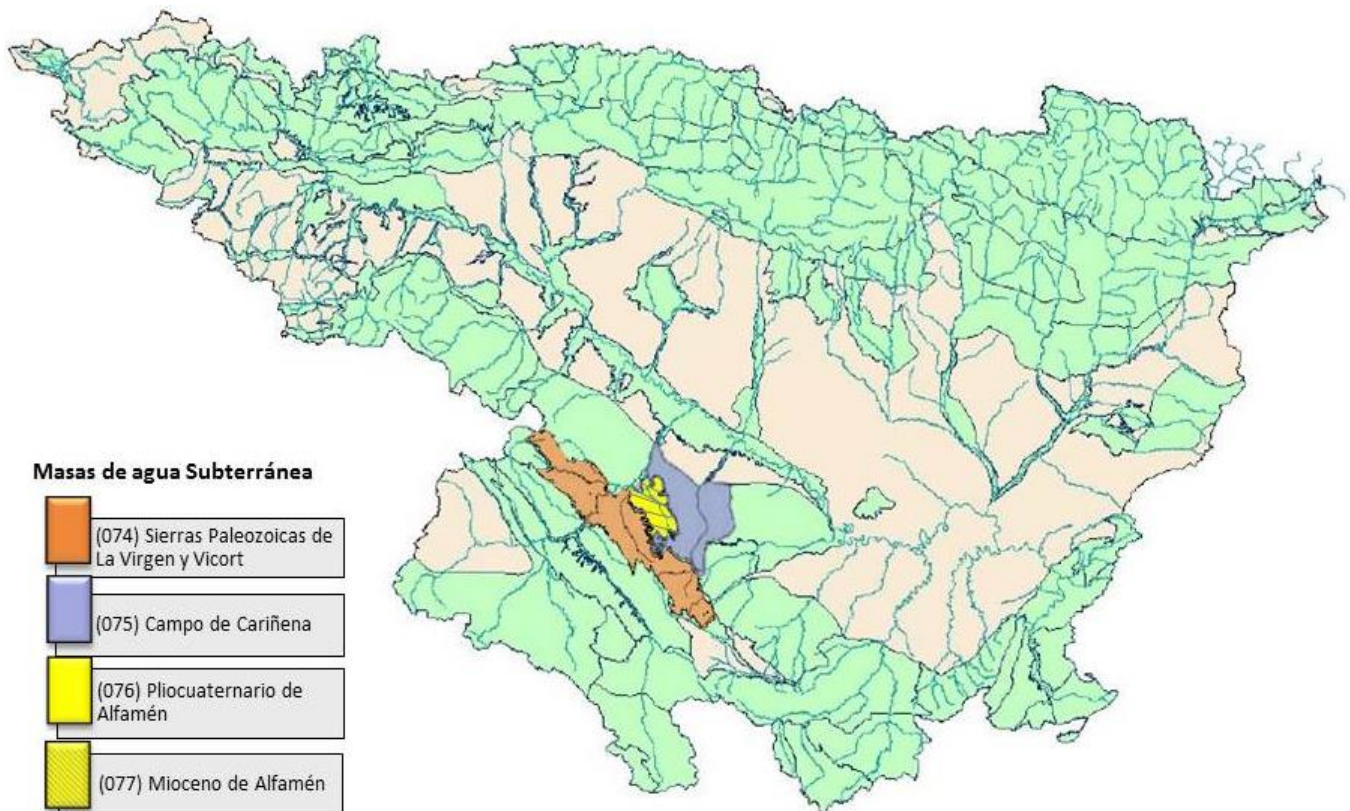 Masas de agua Subterránea
(074) Sierras Paleozoicas de
La Virgen y Vicort
(075) Campo de Cariñena
(076) Pliocuaternario de
Alfamén
(077) Mioceno de Alfamén